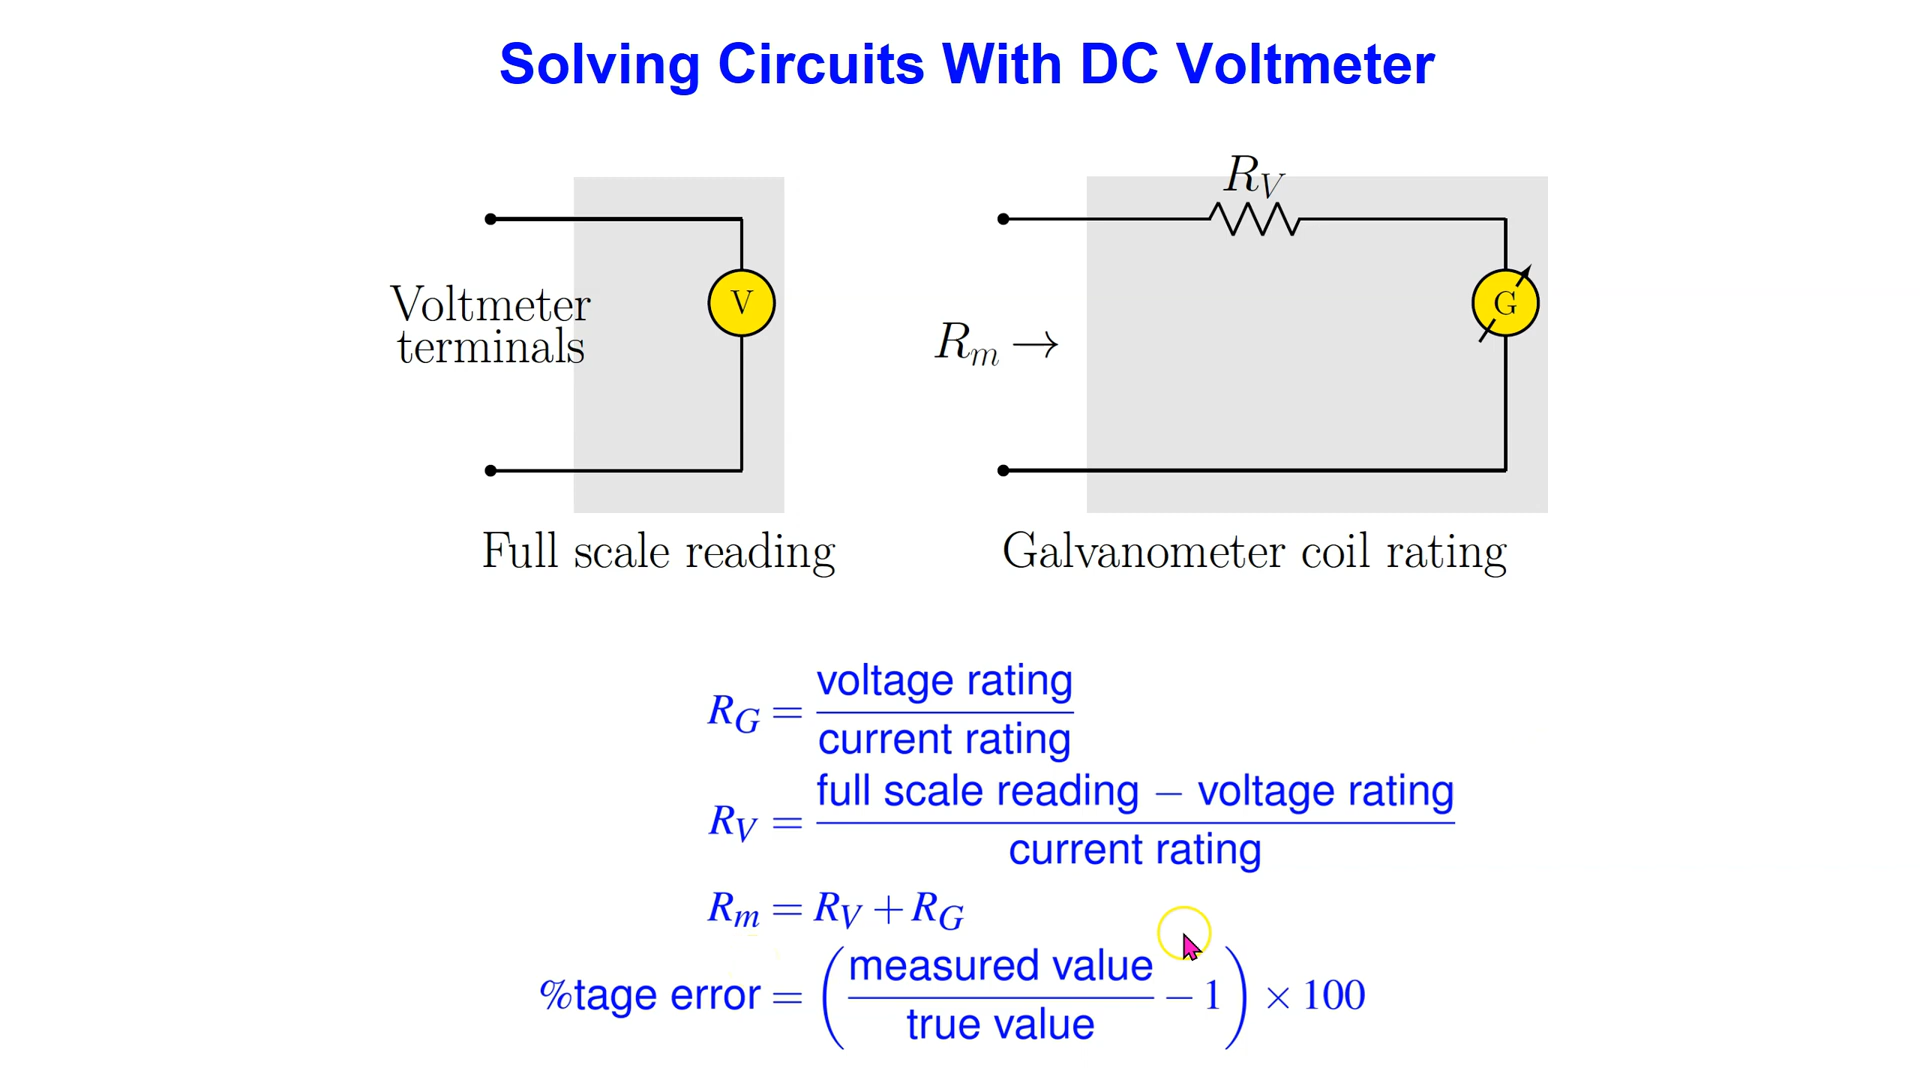 Solving Circuits With DC Voltmeter
R_V
Voltmeter
terminals
V
R_m →
G
Full scale reading
Galvanometer coil rating
R_G = voltage rating / current rating
R_V = full scale reading − voltage rating / current rating
R_m = R_V + R_G
%tage error = (measured value / true value − 1) × 100